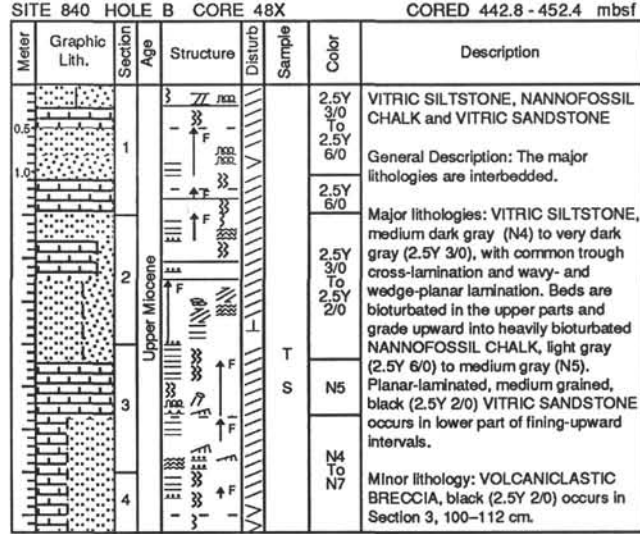 SITE 840 HOLE B CORE 48X CORED 442.8 - 452.4 mbsf
Meter
Graphic Lith.
Section
Age
Structure
Disturb
Sample
Color
Description
0.5
1.0
1
2
3
4
Upper Miocene
F
F
F
F
F
F
F
T
S
2.5Y
3/0
To
2.5Y
6/0
2.5Y
6/0
2.5Y
3/0
To
2.5Y
2/0
N5
N4
To
N7
VITRIC SILTSTONE, NANNOFOSSIL
CHALK and VITRIC SANDSTONE
General Description: The major
lithologies are interbedded.
Major lithologies: VITRIC SILTSTONE,
medium dark gray (N4) to very dark
gray (2.5Y 3/0), with common trough
cross-lamination and wavy- and
wedge-planar lamination. Beds are
bioturbated in the upper parts and
grade upward into heavily bioturbated
NANNOFOSSIL CHALK, light gray
(2.5Y 6/0) to medium gray (N5).
Planar-laminated, medium grained,
black (2.5Y 2/0) VITRIC SANDSTONE
occurs in lower part of fining-upward
intervals.
Minor lithology: VOLCANICLASTIC
BRECCIA, black (2.5Y 2/0) occurs in
Section 3, 100–112 cm.